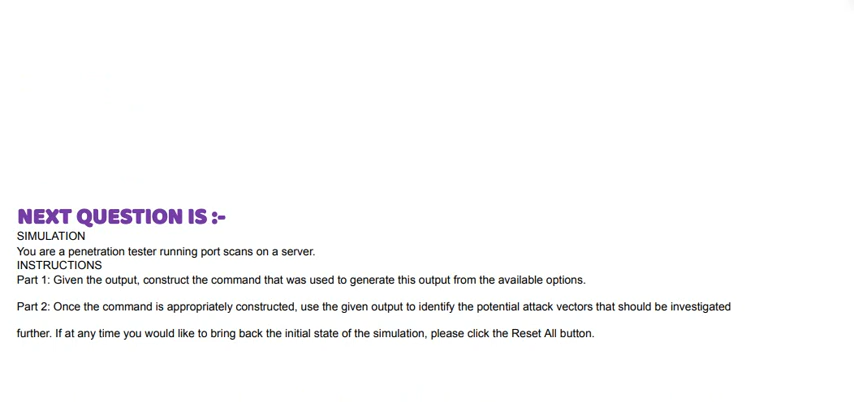 NEXT QUESTION IS :-
SIMULATION
You are a penetration tester running port scans on a server.
INSTRUCTIONS
Part 1: Given the output, construct the command that was used to generate this output from the available options.
Part 2: Once the command is appropriately constructed, use the given output to identify the potential attack vectors that should be investigated
further. If at any time you would like to bring back the initial state of the simulation, please click the Reset All button.